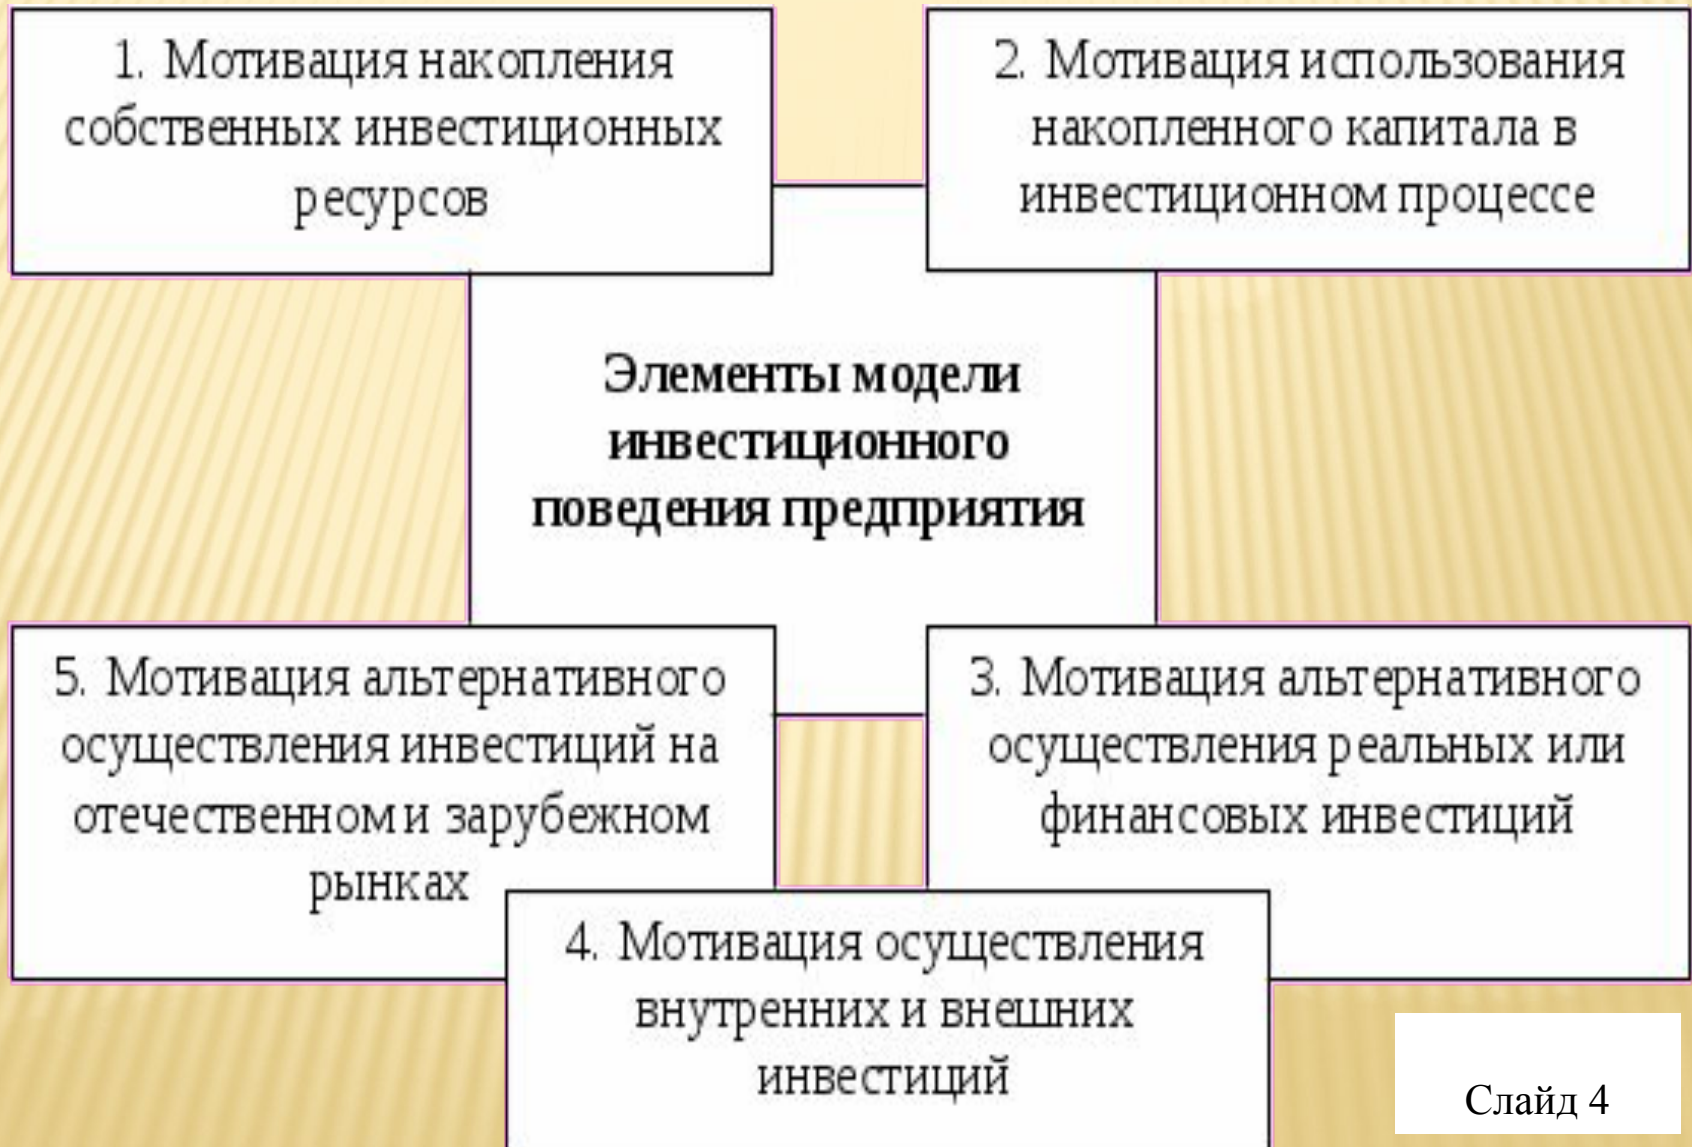 1. Мотивация накопления
собственных инвестиционных
ресурсов
2. Мотивация использования
накопленного капитала в
инвестиционном процессе
Элементы модели
инвестиционного
поведения предприятия
5. Мотивация альтернативного
осуществления инвестиций на
отечественном и зарубежном
рынках
3. Мотивация альтернативного
осуществления реальных или
финансовых инвестиций
4. Мотивация осуществления
внутренних и внешних
инвестиций
Слайд 4